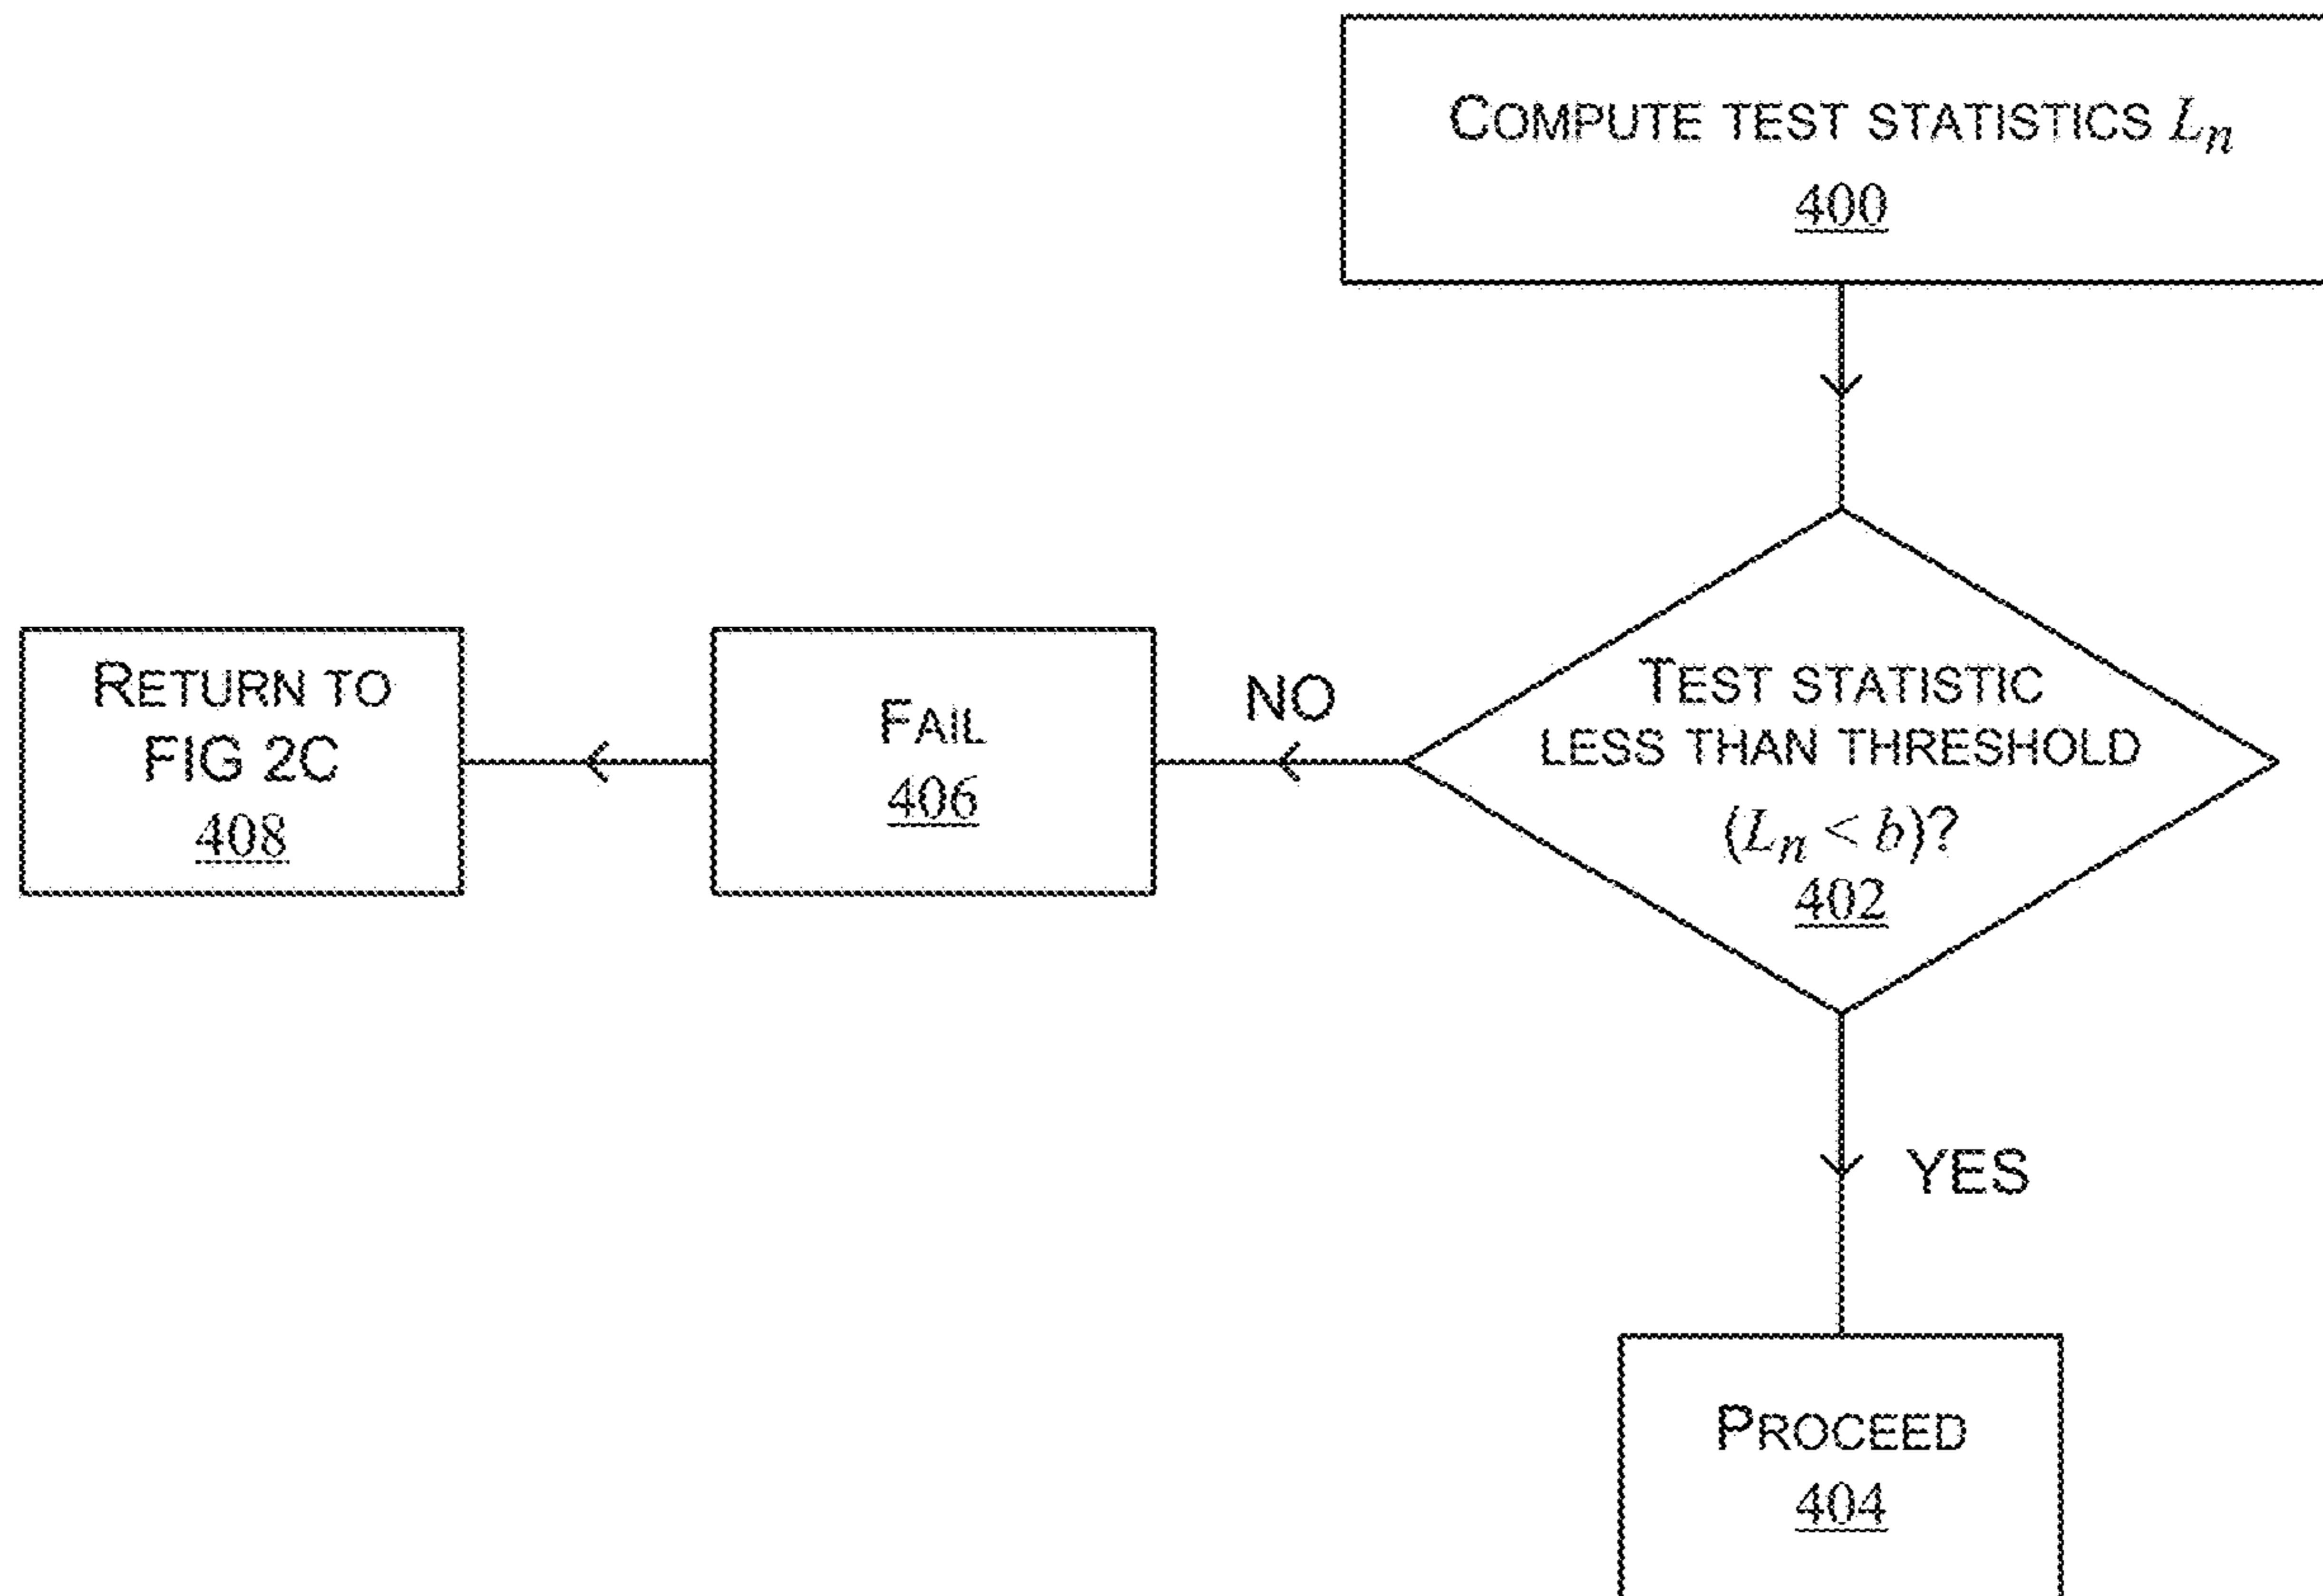 COMPUTE TEST STATISTICS Lₙ
400
TEST STATISTIC
LESS THAN THRESHOLD
(Lₙ < b)?
402
NO
FAIL
406
RETURN TO
FIG 2C
408
YES
PROCEED
404